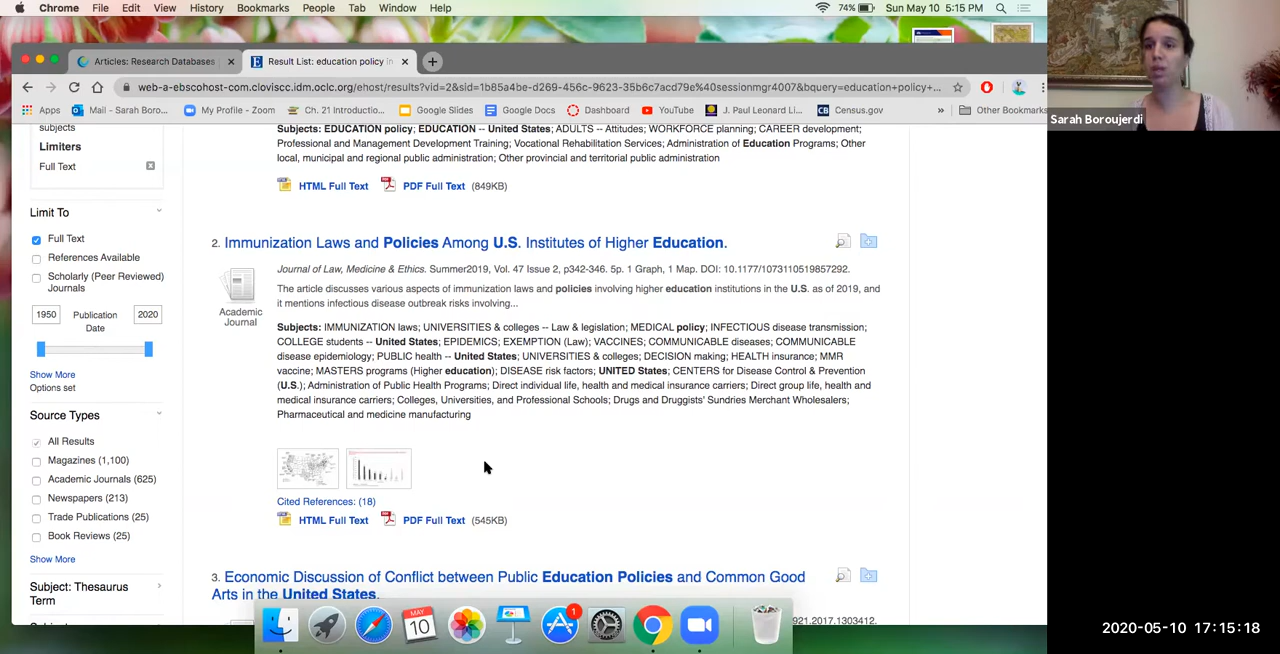 Chrome File Edit View History Bookmarks People Tab Window Help 74% Sun May 10 5:15 PM
Articles: Research Databases Result List: education policy in
web-a-ebscohost-com.cloviscc.idm.oclc.org/ehost/results?vid=2&sid=1b85a4be-d269-456c-9623-35b6c7acd79e%40sessionmgr4007&bquery=education+policy+...
Apps Mail - Sarah Boro... My Profile - Zoom Ch. 21 Introductio... Google Slides Google Docs Dashboard YouTube J. Paul Leonard Li... Census.gov » Other Bookmarks
Sarah Boroujerdi
subjects
Limiters
Full Text
Limit To
Full Text
References Available
Scholarly (Peer Reviewed) Journals
1950 Publication Date 2020
Show More
Options set
Source Types
All Results
Magazines (1,100)
Academic Journals (625)
Newspapers (213)
Trade Publications (25)
Book Reviews (25)
Show More
Subject: Thesaurus Term
Subjects: EDUCATION policy; EDUCATION -- United States; ADULTS -- Attitudes; WORKFORCE planning; CAREER development;
Professional and Management Development Training; Vocational Rehabilitation Services; Administration of Education Programs; Other
local, municipal and regional public administration; Other provincial and territorial public administration
HTML Full Text PDF Full Text (849KB)
2. Immunization Laws and Policies Among U.S. Institutes of Higher Education.
Academic Journal
Journal of Law, Medicine & Ethics. Summer2019, Vol. 47 Issue 2, p342-346. 5p. 1 Graph, 1 Map. DOI: 10.1177/1073110519857292.
The article discusses various aspects of immunization laws and policies involving higher education institutions in the U.S. as of 2019, and
it mentions infectious disease outbreak risks involving...
Subjects: IMMUNIZATION laws; UNIVERSITIES & colleges -- Law & legislation; MEDICAL policy; INFECTIOUS disease transmission;
COLLEGE students -- United States; EPIDEMICS; EXEMPTION (Law); VACCINES; COMMUNICABLE diseases; COMMUNICABLE
disease epidemiology; PUBLIC health -- United States; UNIVERSITIES & colleges; DECISION making; HEALTH insurance; MMR
vaccine; MASTERS programs (Higher education); DISEASE risk factors; UNITED States; CENTERS for Disease Control & Prevention
(U.S.); Administration of Public Health Programs; Direct individual life, health and medical insurance carriers; Direct group life, health and
medical insurance carriers; Colleges, Universities, and Professional Schools; Drugs and Druggists' Sundries Merchant Wholesalers;
Pharmaceutical and medicine manufacturing
Cited References: (18)
HTML Full Text PDF Full Text (545KB)
3. Economic Discussion of Conflict between Public Education Policies and Common Good
Arts in the United States.
921.2017.1303412.
MAY 10
1
2020-05-10 17:15:18